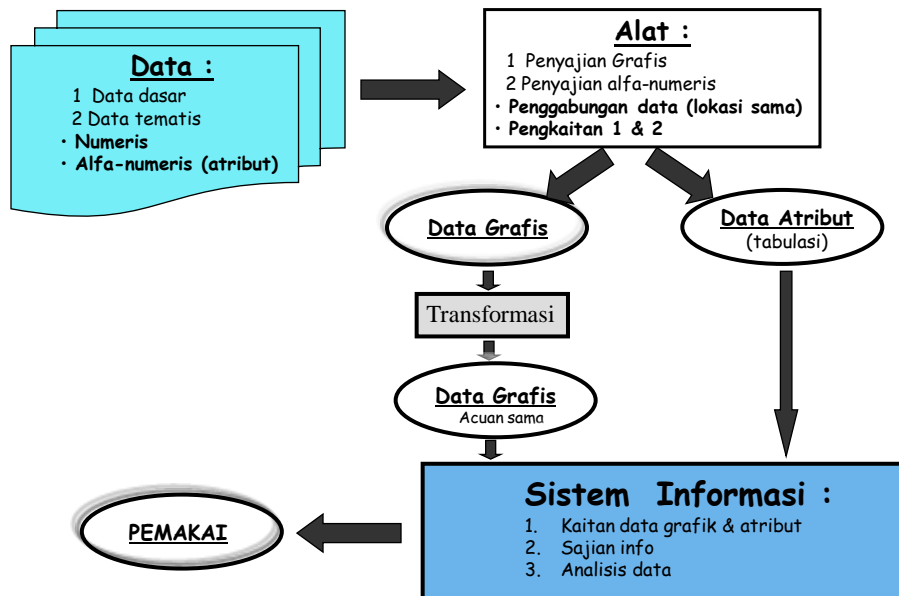 Data :
1 Data dasar
2 Data tematis
• Numeris
• Alfa-numeris (atribut)
Alat :
1 Penyajian Grafis
2 Penyajian alfa-numeris
• Penggabungan data (lokasi sama)
• Pengkaitan 1 & 2
Data Grafis
Data Atribut
(tabulasi)
Transformasi
Data Grafis
Acuan sama
Sistem Informasi :
1. Kaitan data grafik & atribut
2. Sajian info
3. Analisis data
PEMAKAI